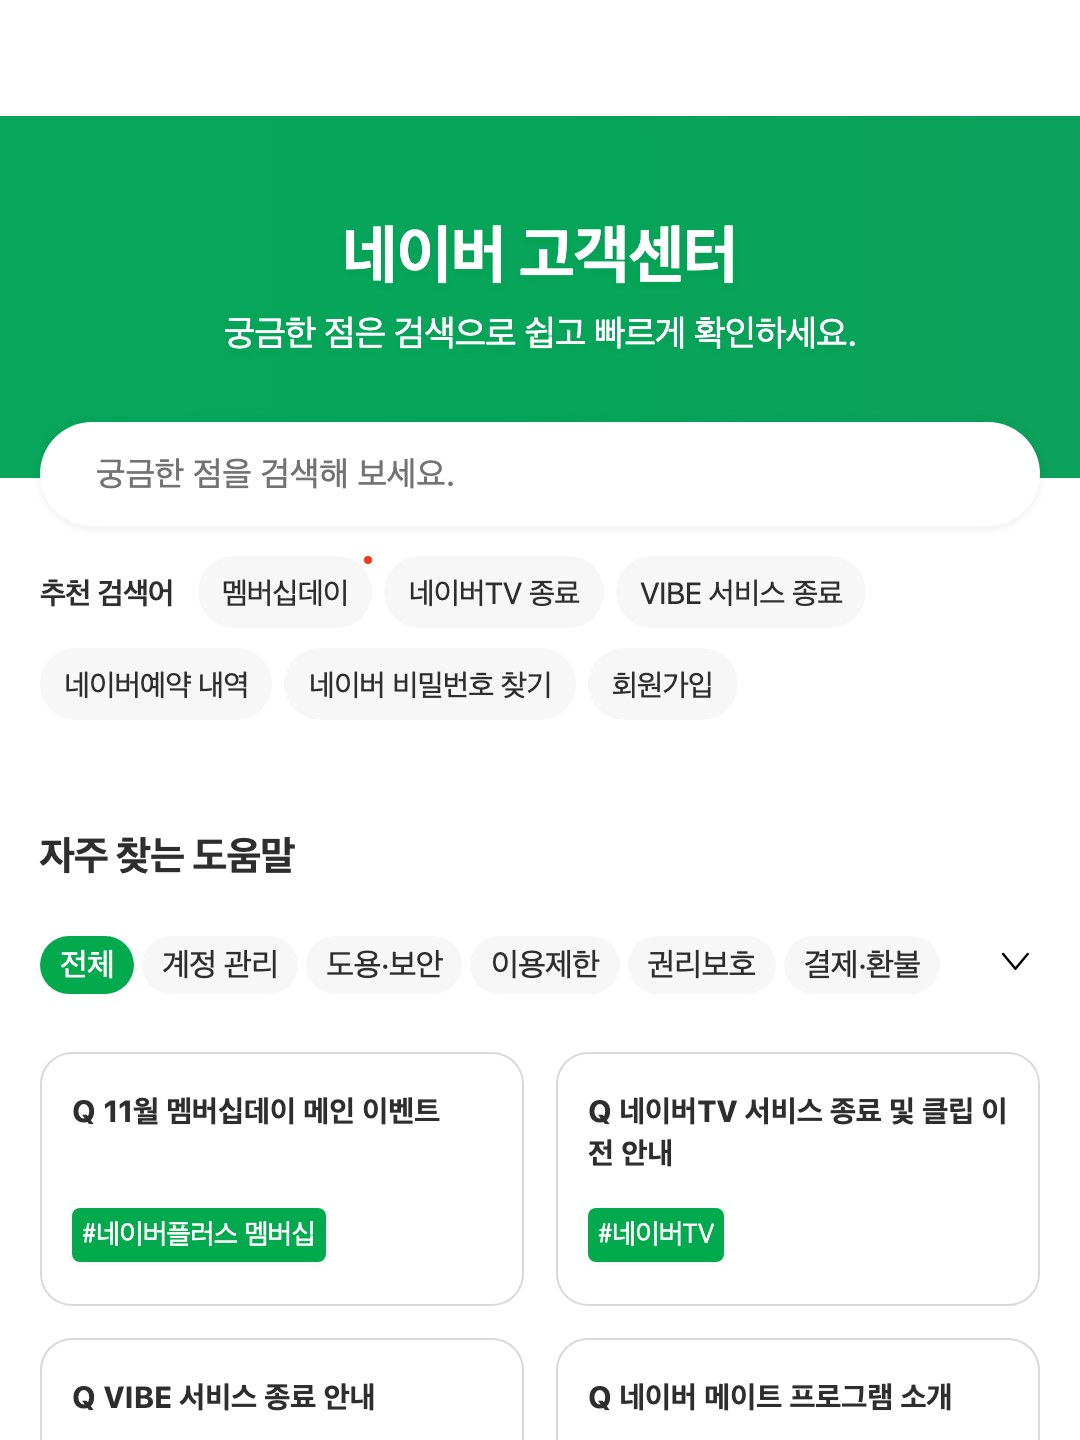 네이버 고객센터
궁금한 점은 검색으로 쉽고 빠르게 확인하세요.
궁금한 점을 검색해 보세요.
추천 검색어 멤버십데이 네이버TV 종료 VIBE 서비스 종료
네이버예약 내역 네이버 비밀번호 찾기 회원가입
자주 찾는 도움말
전체 계정 관리 도용·보안 이용제한 권리보호 결제·환불
Q 11월 멤버십데이 메인 이벤트
#네이버플러스 멤버십
Q 네이버TV 서비스 종료 및 클립 이
전 안내
#네이버TV
Q VIBE 서비스 종료 안내
Q 네이버 메이트 프로그램 소개